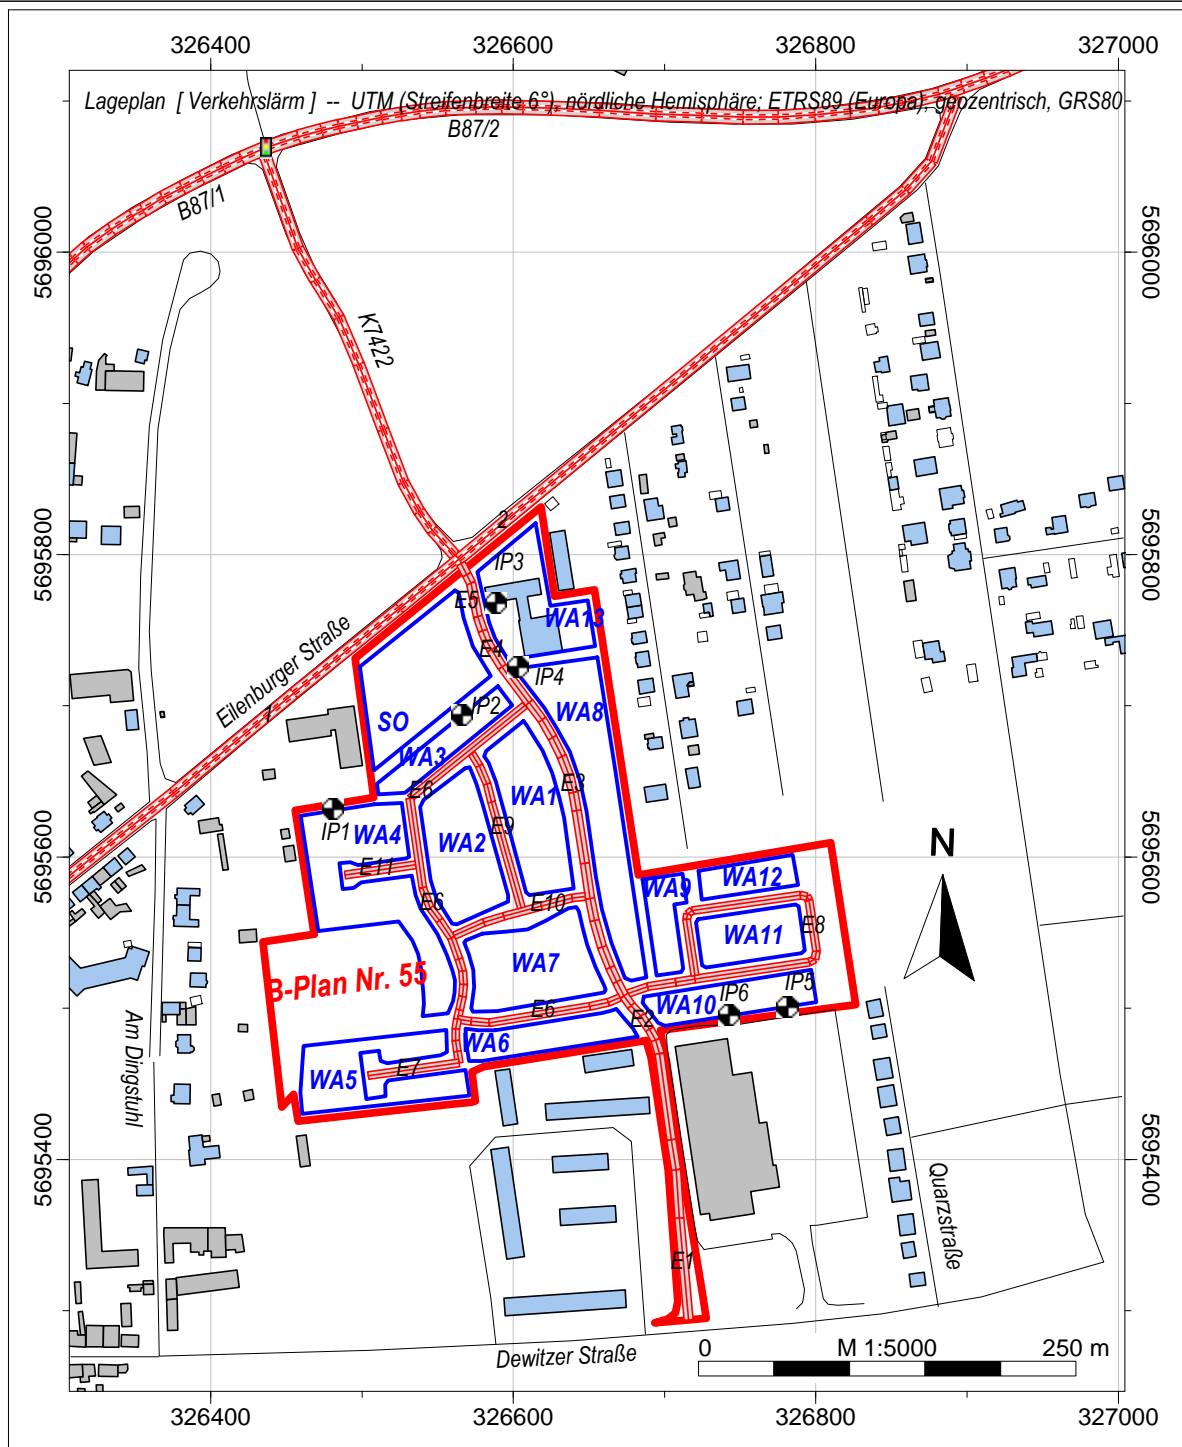 326400 326600 326800 327000
Lageplan [ Verkehrslärm ] -- UTM (Streifenbreite 6°), nördliche Hemisphäre; ETRS89 (Europa), geozentrisch, GRS80
B87/2
B87/1
5696000
5696000
K7422
2
5695800
5695800
IP3
E5
WA13
E4
IP4
Eilenburger Straße
1
IP2
SO
WA8
WA3
E3
E6
WA1
IP1
WA4
E9
WA2
N
5695600
5695600
E11
WA12
WA9
E6
E10
E8
WA11
WA7
B-Plan Nr. 55
IP5
IP6
WA10
E6
E2
WA6
Am Dingstuhl
E7
WA5
5695400
5695400
Quarzstraße
E1
Dewitzer Straße
0 M 1:5000 250 m
326400 326600 326800 327000